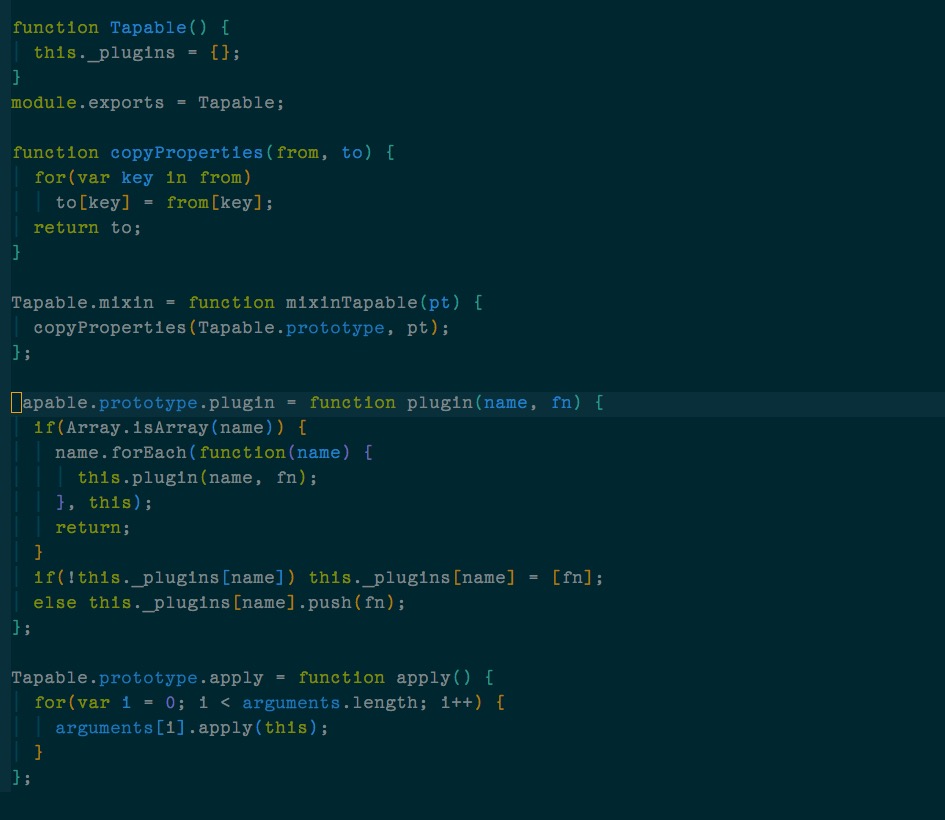 function Tapable() {
  this._plugins = {};
}
module.exports = Tapable;

function copyProperties(from, to) {
  for(var key in from)
    to[key] = from[key];
  return to;
}

Tapable.mixin = function mixinTapable(pt) {
  copyProperties(Tapable.prototype, pt);
};

Tapable.prototype.plugin = function plugin(name, fn) {
  if(Array.isArray(name)) {
    name.forEach(function(name) {
      this.plugin(name, fn);
    }, this);
    return;
  }
  if(!this._plugins[name]) this._plugins[name] = [fn];
  else this._plugins[name].push(fn);
};

Tapable.prototype.apply = function apply() {
  for(var i = 0; i < arguments.length; i++) {
    arguments[i].apply(this);
  }
};